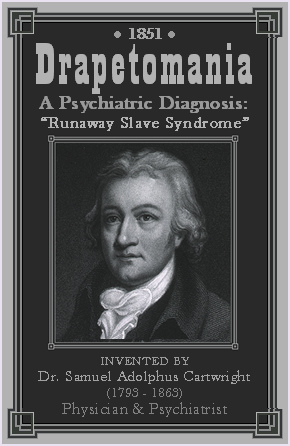 • 1851 •
Drapetomania
A Psychiatric Diagnosis:
“Runaway Slave Syndrome”
INVENTED BY
Dr. Samuel Adolphus Cartwright
(1793 - 1863)
Physician & Psychiatrist